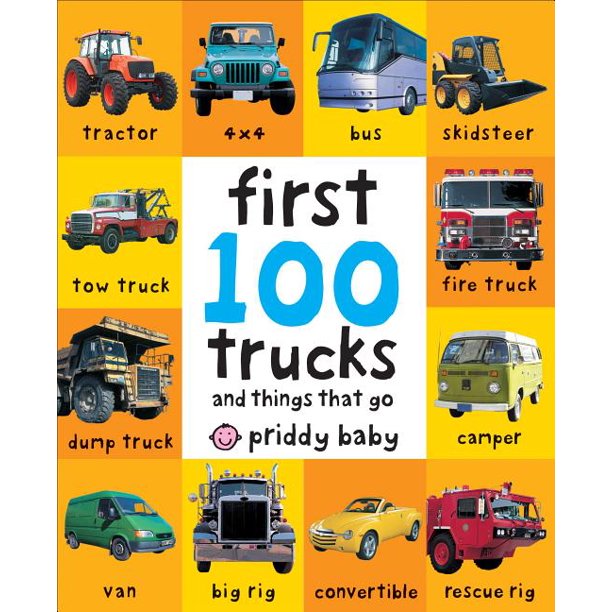 tractor
4x4
bus
skidsteer
first
100
trucks
and things that go
priddy baby
tow truck
fire truck
dump truck
camper
van
big rig
convertible
rescue rig